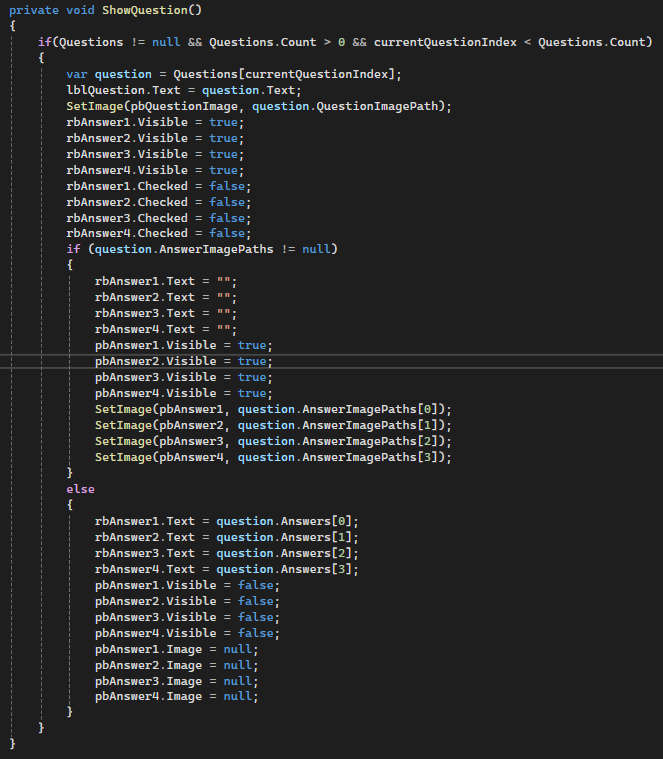 private void ShowQuestion()
{
    if(Questions != null && Questions.Count > 0 && currentQuestionIndex < Questions.Count)
    {
        var question = Questions[currentQuestionIndex];
        lblQuestion.Text = question.Text;
        SetImage(pbQuestionImage, question.QuestionImagePath);
        rbAnswer1.Visible = true;
        rbAnswer2.Visible = true;
        rbAnswer3.Visible = true;
        rbAnswer4.Visible = true;
        rbAnswer1.Checked = false;
        rbAnswer2.Checked = false;
        rbAnswer3.Checked = false;
        rbAnswer4.Checked = false;
        if (question.AnswerImagePaths != null)
        {
            rbAnswer1.Text = "";
            rbAnswer2.Text = "";
            rbAnswer3.Text = "";
            rbAnswer4.Text = "";
            pbAnswer1.Visible = true;
            pbAnswer2.Visible = true;
            pbAnswer3.Visible = true;
            pbAnswer4.Visible = true;
            SetImage(pbAnswer1, question.AnswerImagePaths[0]);
            SetImage(pbAnswer2, question.AnswerImagePaths[1]);
            SetImage(pbAnswer3, question.AnswerImagePaths[2]);
            SetImage(pbAnswer4, question.AnswerImagePaths[3]);
        }
        else
        {
            rbAnswer1.Text = question.Answers[0];
            rbAnswer2.Text = question.Answers[1];
            rbAnswer3.Text = question.Answers[2];
            rbAnswer4.Text = question.Answers[3];
            pbAnswer1.Visible = false;
            pbAnswer2.Visible = false;
            pbAnswer3.Visible = false;
            pbAnswer4.Visible = false;
            pbAnswer1.Image = null;
            pbAnswer2.Image = null;
            pbAnswer3.Image = null;
            pbAnswer4.Image = null;
        }
    }
}